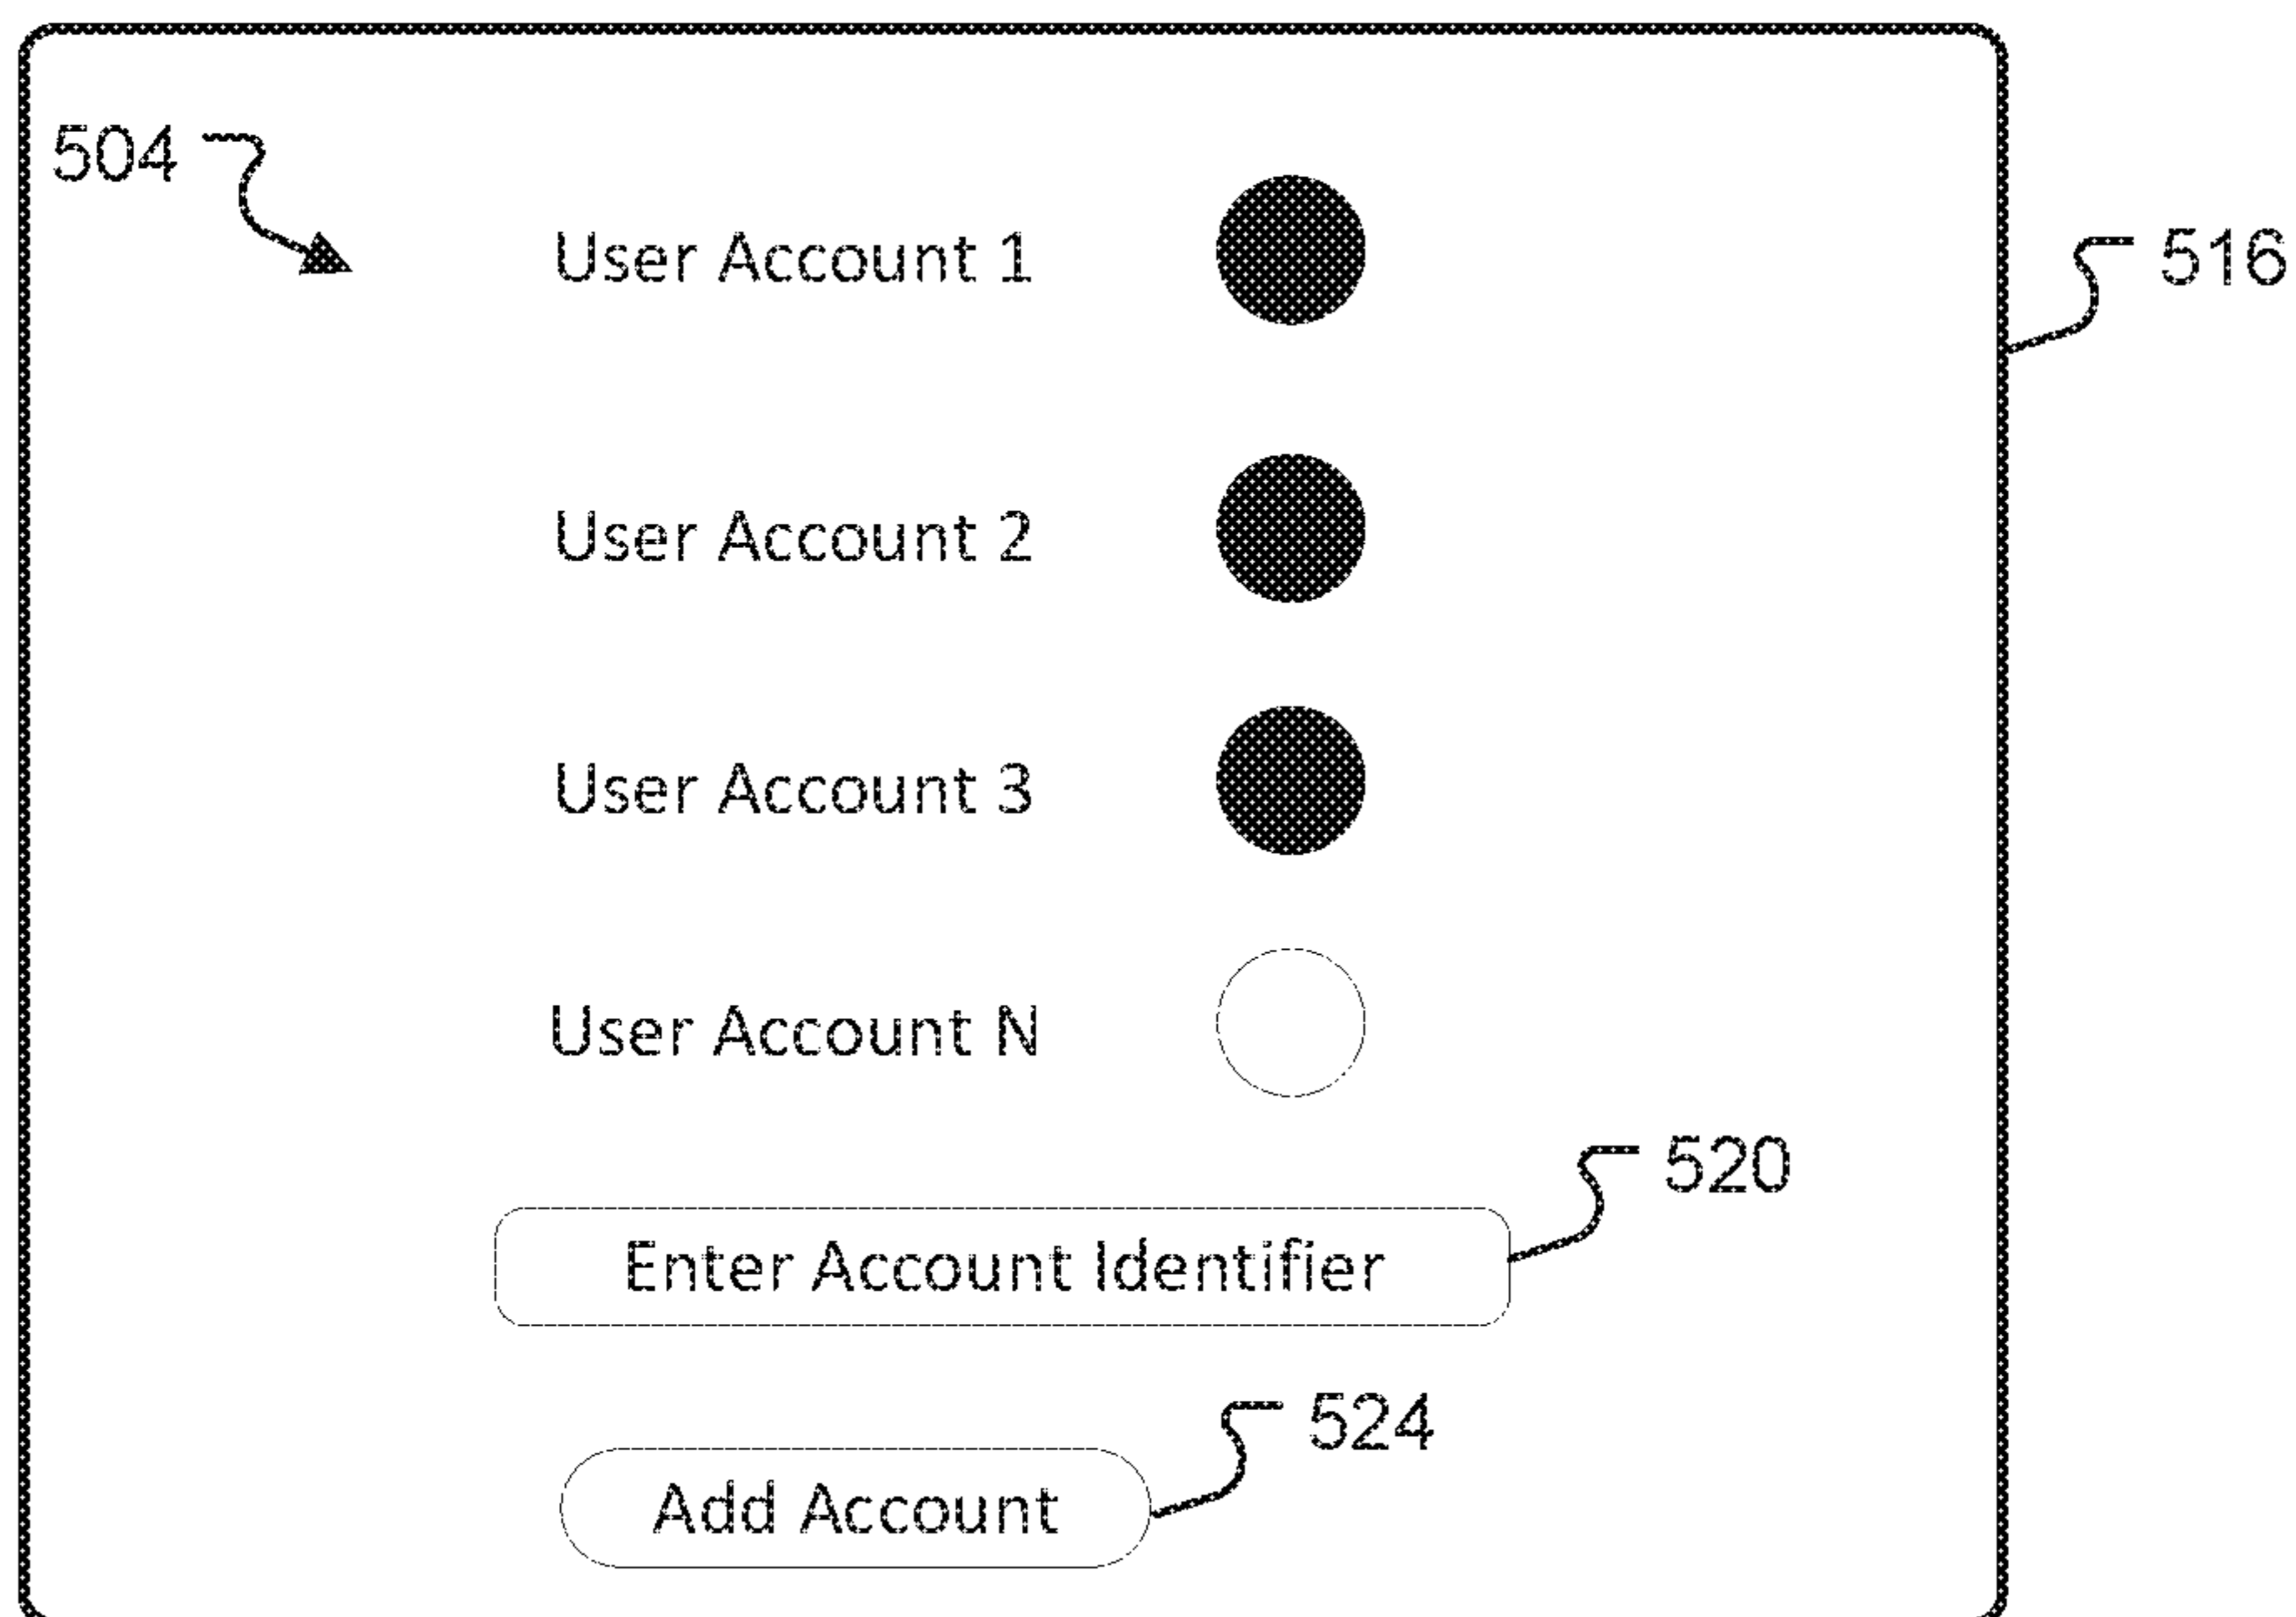 504
User Account 1
516
User Account 2
User Account 3
User Account N
520
Enter Account Identifier
524
Add Account